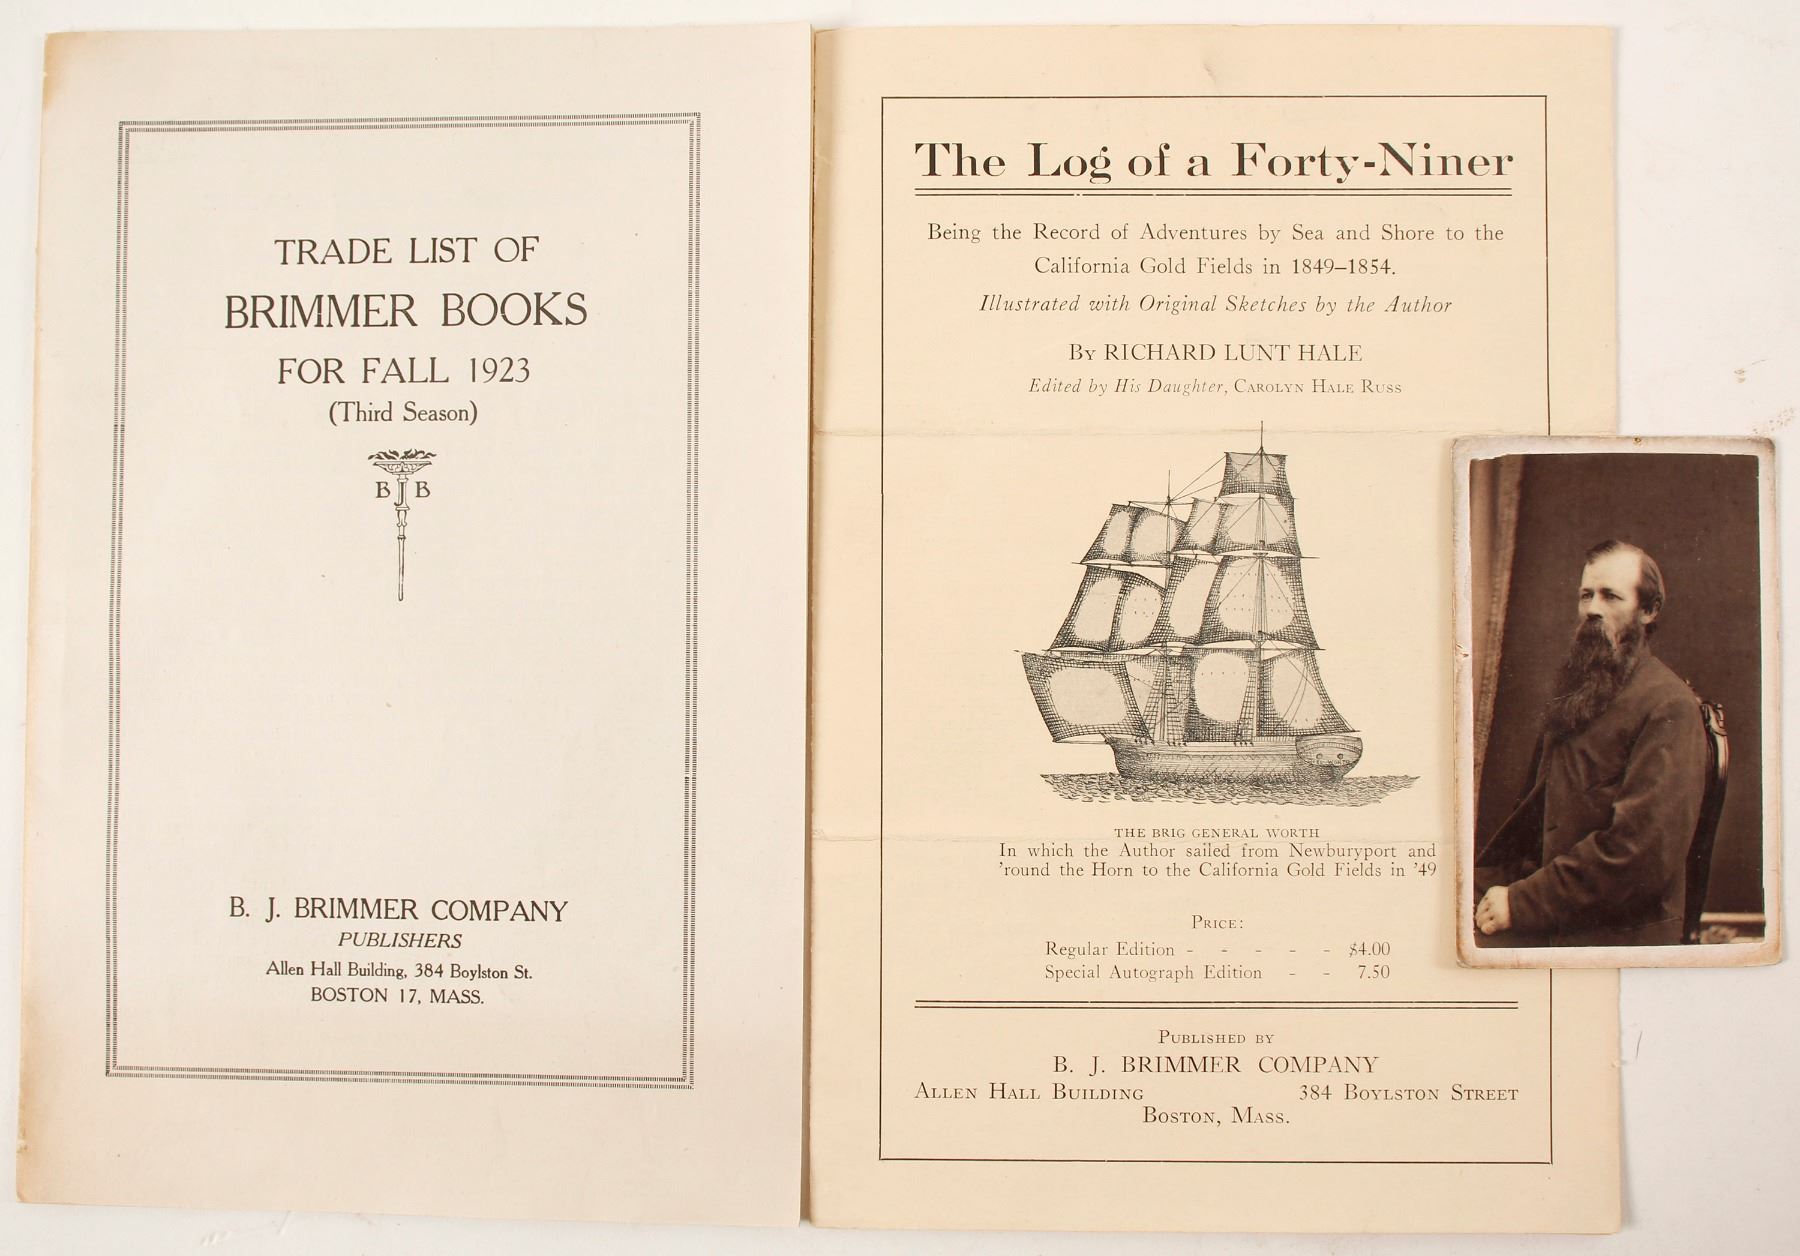 TRADE LIST OF
BRIMMER BOOKS
FOR FALL 1923
(Third Season)
B J B
B. J. BRIMMER COMPANY
PUBLISHERS
Allen Hall Building, 384 Boylston St.
BOSTON 17, MASS.
The Log of a Forty-Niner
Being the Record of Adventures by Sea and Shore to the
California Gold Fields in 1849–1854.
Illustrated with Original Sketches by the Author
By RICHARD LUNT HALE
Edited by His Daughter, CAROLYN HALE RUSS
THE BRIG GENERAL WORTH
In which the Author sailed from Newburyport and
'round the Horn to the California Gold Fields in '49
PRICE:
Regular Edition - - - - - $4.00
Special Autograph Edition - - 7.50
PUBLISHED BY
B. J. BRIMMER COMPANY
ALLEN HALL BUILDING 384 BOYLSTON STREET
BOSTON, MASS.